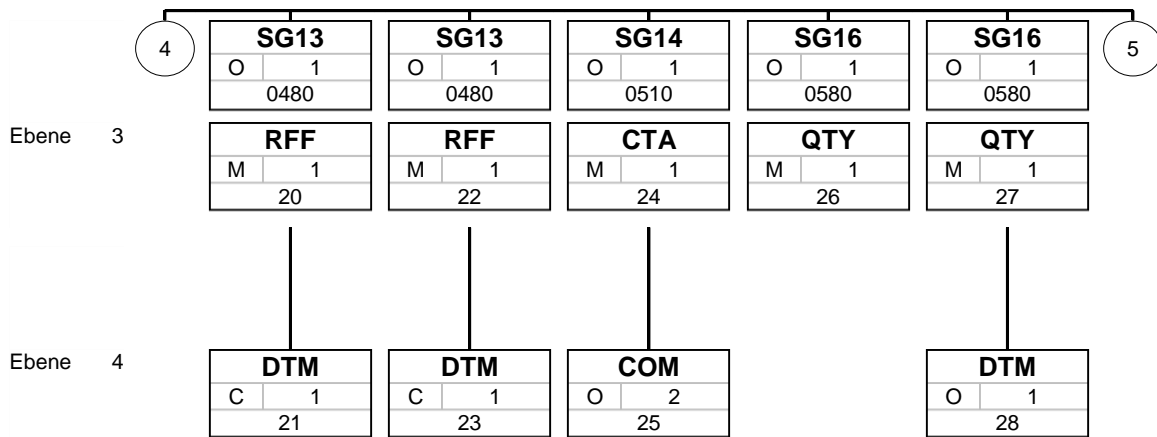 4 SG13 SG13 SG14 SG16 SG16 5
O 1 O 1 O 1 O 1 O 1
0480 0480 0510 0580 0580
Ebene 3 RFF RFF CTA QTY QTY
M 1 M 1 M 1 M 1 M 1
20 22 24 26 27
Ebene 4 DTM DTM COM DTM
C 1 C 1 O 2 O 1
21 23 25 28